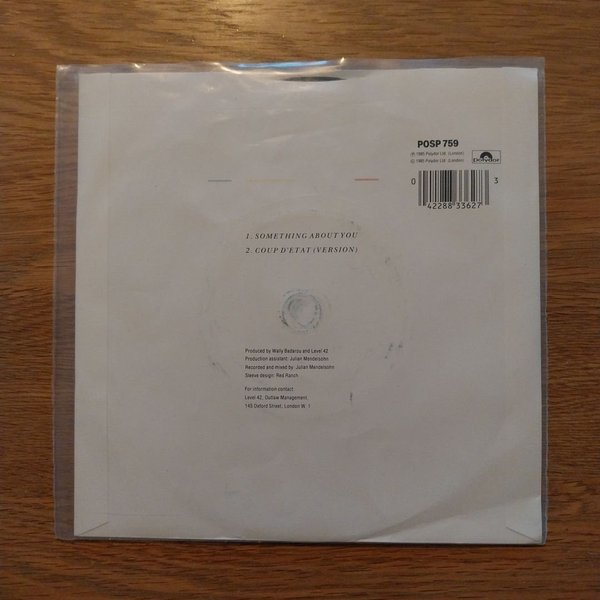 POSP 759
℗ 1985 Polydor Ltd. (London)
© 1985 Polydor Ltd. (London)
polydor
0 42288 33627 3
1. SOMETHING ABOUT YOU
2. COUP D'ETAT (VERSION)
Produced by Wally Badarou and Level 42
Production assistant: Julian Mendelsohn
Recorded and mixed by: Julian Mendelsohn
Sleeve design: Red Ranch
For information contact
Level 42, Outlaw Management,
145 Oxford Street, London W. 1